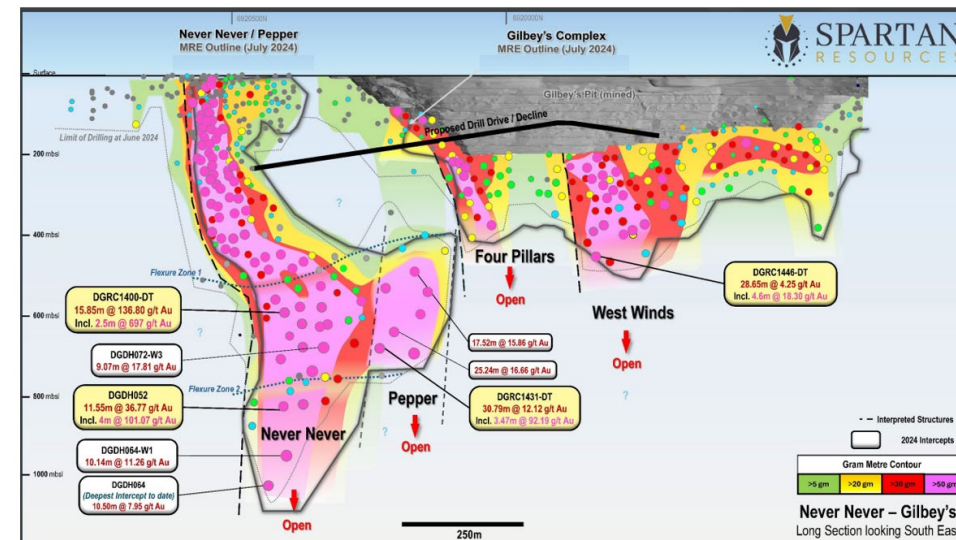 6920500N
6920000N
Never Never / Pepper
MRE Outline (July 2024)
Gilbey's Complex
MRE Outline (July 2024)
SPARTAN
RESOURCES
Surface
Gilbey's Pit (mined)
Proposed Drill Drive / Decline
Limit of Drilling at June 2024
200 mbsl
?
400 mbsl
Flexure Zone 1
Four Pillars
Open
DGRC1446-DT
28.65m @ 4.25 g/t Au
Incl. 4.6m @ 18.30 g/t Au
DGRC1400-DT
15.85m @ 136.80 g/t Au
Incl. 2.5m @ 697 g/t Au
600 mbsl
?
West Winds
Open
17.52m @ 15.86 g/t Au
DGDH072-W3
9.07m @ 17.81 g/t Au
25.24m @ 16.66 g/t Au
Flexure Zone 2
DGDH052
11.55m @ 36.77 g/t Au
Incl. 4m @ 101.07 g/t Au
800 mbsl
Pepper
Open
DGRC1431-DT
30.79m @ 12.12 g/t Au
Incl. 3.47m @ 92.19 g/t Au
?
Never Never
?
Interpreted Structures
2024 Intercepts
DGDH064-W1
10.14m @ 11.26 g/t Au
1000 mbsl
DGDH064
(Deepest Intercept to date)
10.50m @ 7.95 g/t Au
Open
250m
Gram Metre Contour
>5 gm >20 gm >30 gm >50 gm
Never Never – Gilbey's
Long Section looking South Eas